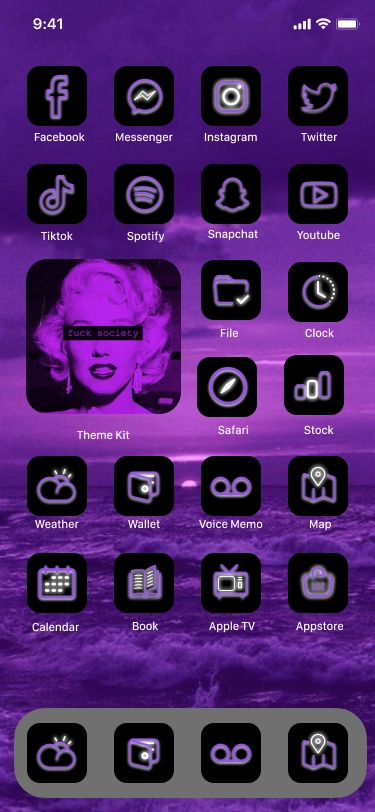 9:41
Facebook Messenger Instagram Twitter
Tiktok Spotify Snapchat Youtube
fuck society
File Clock
Safari Stock
Theme Kit
Weather Wallet Voice Memo Map
Calendar Book Apple TV Appstore